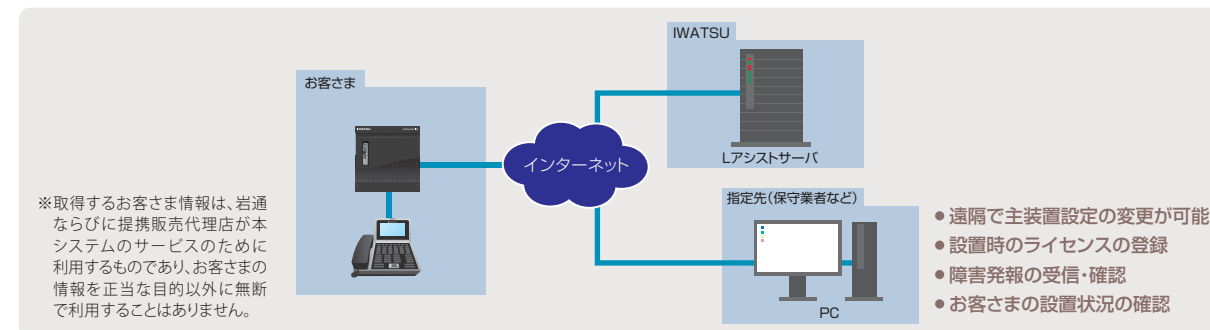 IWATSU
お客さま
Lアシストサーバ
インターネット
指定先(保守業者など)
PC
※取得するお客さま情報は、岩通
ならびに提携販売代理店が本
システムのサービスのために
利用するものであり、お客さまの
情報を正当な目的以外に無断
で利用することはありません。
●遠隔で主装置設定の変更が可能
●設置時のライセンスの登録
●障害発報の受信・確認
●お客さまの設置状況の確認